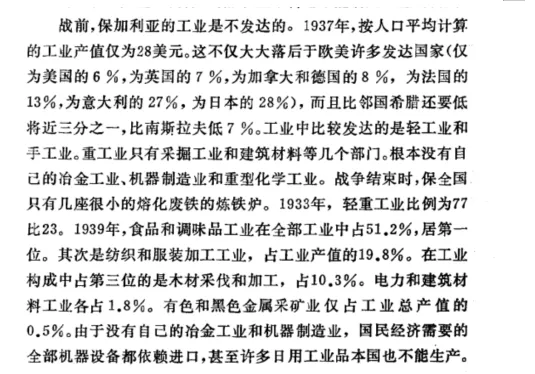 战前,保加利亚的工业是不发达的。1937年,按人口平均计算
的工业产值仅为28美元。这不仅大大落后于欧美许多发达国家(仅
为美国的6%,为英国的7%,为加拿大和德国的8%,为法国的
13%,为意大利的27%,为日本的28%),而且比邻国希腊还要低
将近三分之一,比南斯拉夫低7%。工业中比较发达的是轻工业和
手工业。重工业只有采掘工业和建筑材料等几个部门。根本没有自
己的冶金工业、机器制造业和重型化学工业。战争结束时,保全国
只有几座很小的熔化废铁的炼铁炉。1933年,轻重工业比例为77
比23。1939年,食品和调味品工业在全部工业中占51.2%,居第一
位。其次是纺织和服装加工工业,占工业产值的19.8%。在工业
构成中占第三位的是木材采伐和加工,占10.3%。电力和建筑材
料工业各占1.8%。有色和黑色金属采矿业仅占工业总产值的
0.5%。由于没有自己的冶金工业和机器制造业,国民经济需要的
全部机器设备都依赖进口,甚至许多日用工业品本国也不能生产。